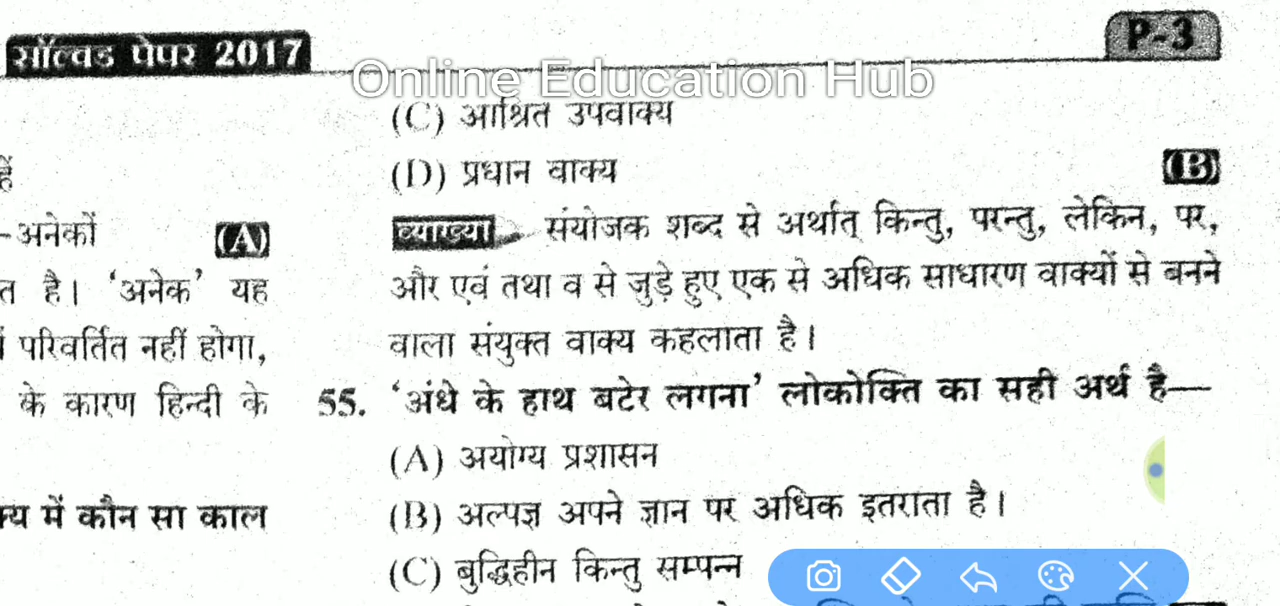 सॉल्वड पेपर 2017
P-3
Online Education Hub
हैं
-अनेकों (A)
त है। 'अनेक' यह
परिवर्तित नहीं होगा,
के कारण हिन्दी के
में कौन सा काल
(C) आश्रित उपवाक्य
(D) प्रधान वाक्य (B)
व्याख्या संयोजक शब्द से अर्थात् किन्तु, परन्तु, लेकिन, पर,
और एवं तथा व से जुड़े हुए एक से अधिक साधारण वाक्यों से बनने
वाला संयुक्त वाक्य कहलाता है।
55. 'अंधे के हाथ बटेर लगना' लोकोक्ति का सही अर्थ है—
(A) अयोग्य प्रशासन
(B) अल्पज्ञ अपने ज्ञान पर अधिक इतराता है।
(C) बुद्धिहीन किन्तु सम्पन्न